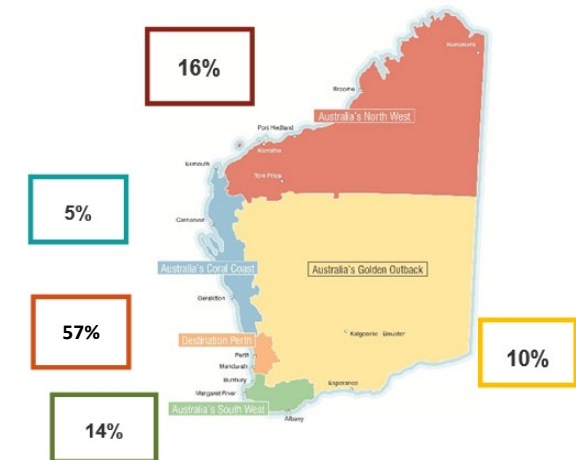 16%
Kununurra
Broome
Australia's North West
Port Hedland
Karratha
Exmouth
Tom Price
5%
Carnarvon
Australia's Coral Coast
Australia's Golden Outback
Geraldton
57%
Destination Perth
Kalgoorlie - Boulder
Perth
10%
Mandurah
Bunbury
Esperance
Margaret River
Australia's South West
Albany
14%